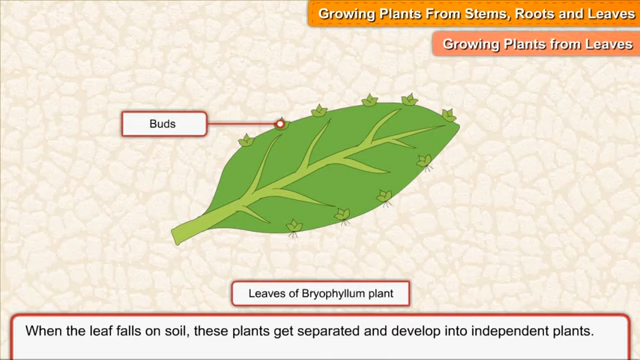 Growing Plants From Stems, Roots and Leaves
Growing Plants from Leaves
Buds
Leaves of Bryophyllum plant
When the leaf falls on soil, these plants get separated and develop into independent plants.